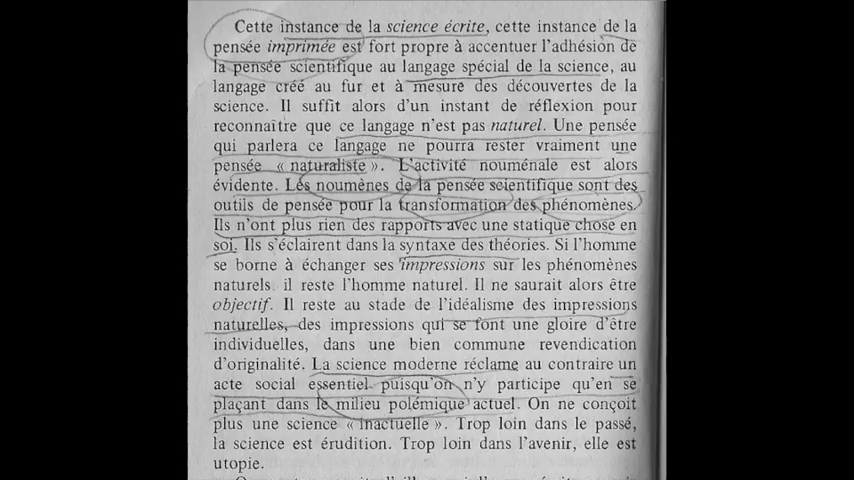 Cette instance de la science écrite, cette instance de la
pensée imprimée est fort propre à accentuer l'adhésion de
la pensée scientifique au langage spécial de la science, au
langage créé au fur et à mesure des découvertes de la
science. Il suffit alors d'un instant de réflexion pour
reconnaître que ce langage n'est pas naturel. Une pensée
qui parlera ce langage ne pourra rester vraiment une
pensée « naturaliste ». L'activité nouménale est alors
évidente. Les noumènes de la pensée scientifique sont des
outils de pensée pour la transformation des phénomènes.
Ils n'ont plus rien des rapports avec une statique chose en
soi. Ils s'éclairent dans la syntaxe des théories. Si l'homme
se borne à échanger ses impressions sur les phénomènes
naturels. il reste l'homme naturel. Il ne saurait alors être
objectif. Il reste au stade de l'idéalisme des impressions
naturelles, des impressions qui se font une gloire d'être
individuelles, dans une bien commune revendication
d'originalité. La science moderne réclame au contraire un
acte social essentiel puisqu'on n'y participe qu'en se
plaçant dans le milieu polémique actuel. On ne conçoit
plus une science « inactuelle ». Trop loin dans le passé,
la science est érudition. Trop loin dans l'avenir, elle est
utopie.